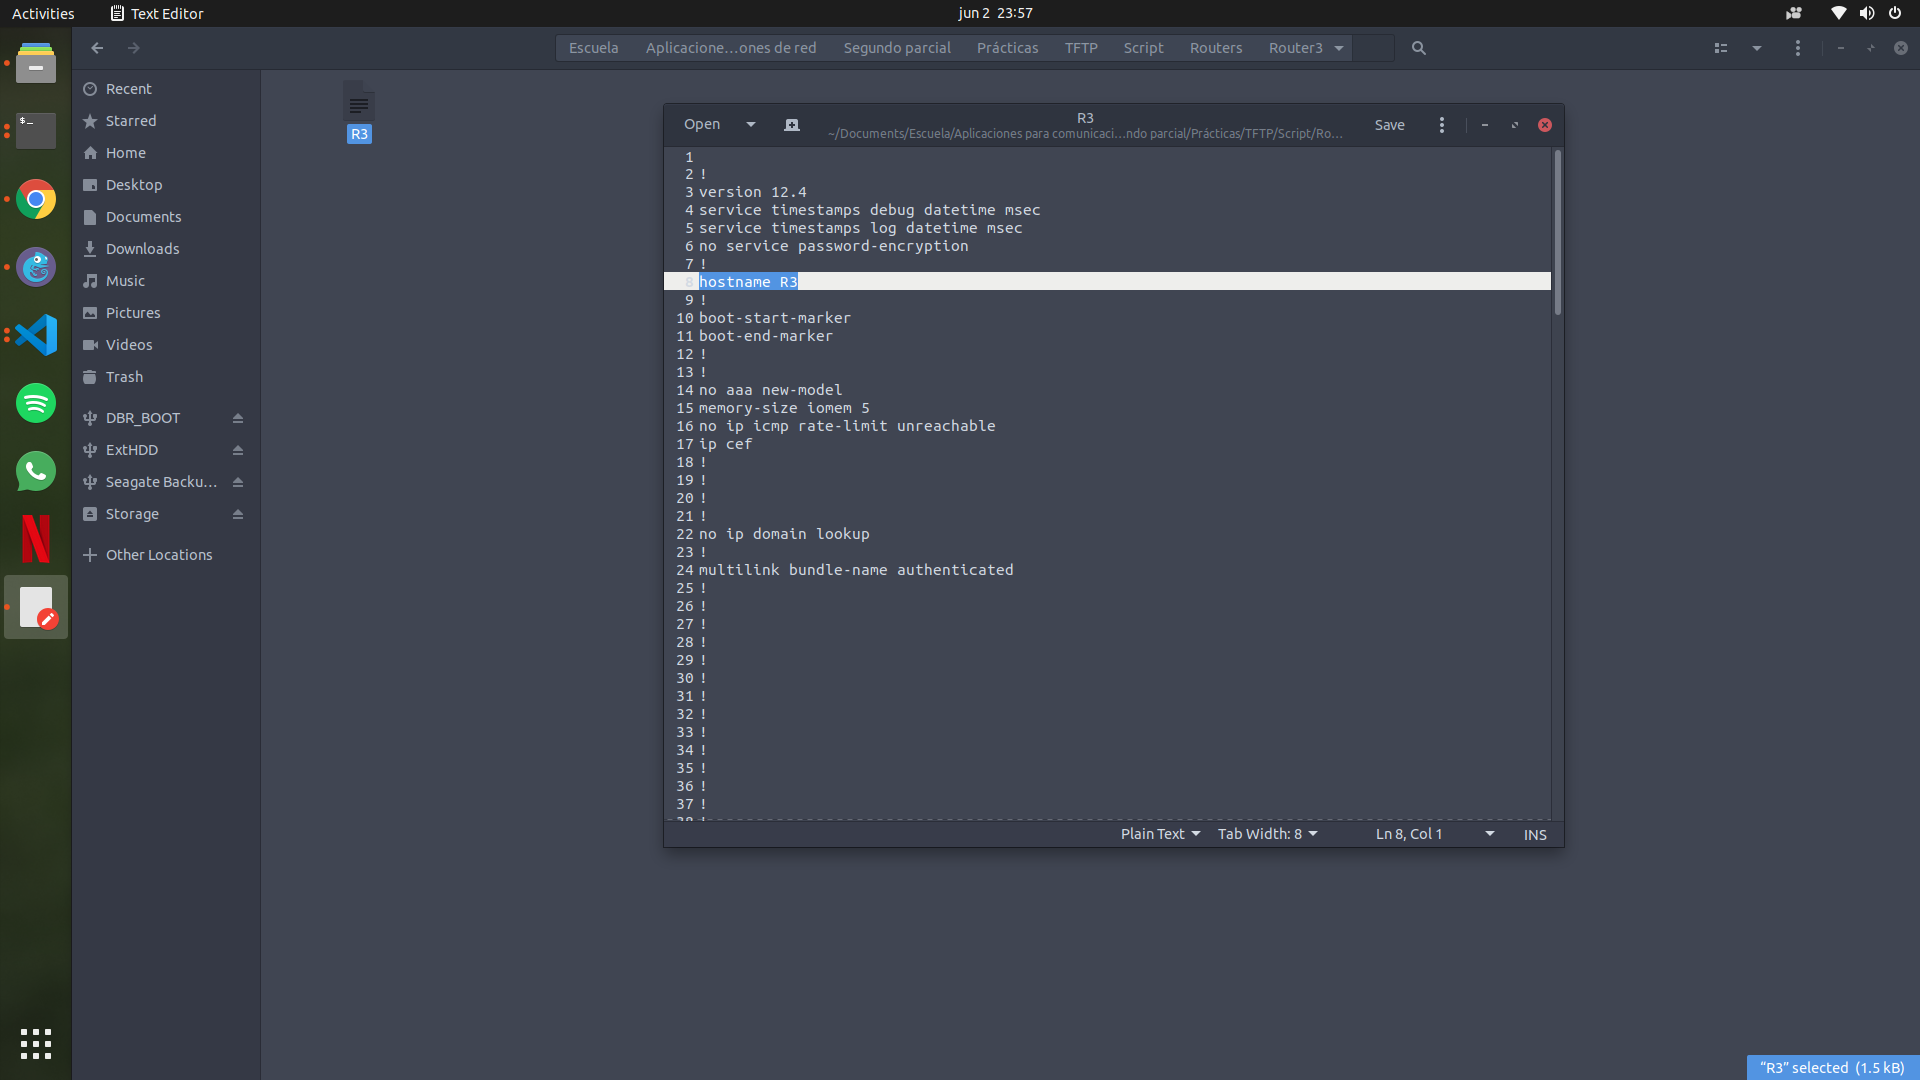 Activities
Text Editor
jun 2 23:57
Escuela
Aplicacione…ones de red
Segundo parcial
Prácticas
TFTP
Script
Routers
Router3
Recent
Starred
Home
Desktop
Documents
Downloads
Music
Pictures
Videos
Trash
DBR_BOOT
ExtHDD
Seagate Backu…
Storage
Other Locations
R3
Open
R3
~/Documents/Escuela/Aplicaciones para comunicaci…ndo parcial/Prácticas/TFTP/Script/Ro…
Save
1
2 !
3 version 12.4
4 service timestamps debug datetime msec
5 service timestamps log datetime msec
6 no service password-encryption
7 !
8 hostname R3
9 !
10 boot-start-marker
11 boot-end-marker
12 !
13 !
14 no aaa new-model
15 memory-size iomem 5
16 no ip icmp rate-limit unreachable
17 ip cef
18 !
19 !
20 !
21 !
22 no ip domain lookup
23 !
24 multilink bundle-name authenticated
25 !
26 !
27 !
28 !
29 !
30 !
31 !
32 !
33 !
34 !
35 !
36 !
37 !
38 !
Plain Text
Tab Width: 8
Ln 8, Col 1
INS
"R3" selected (1.5 kB)